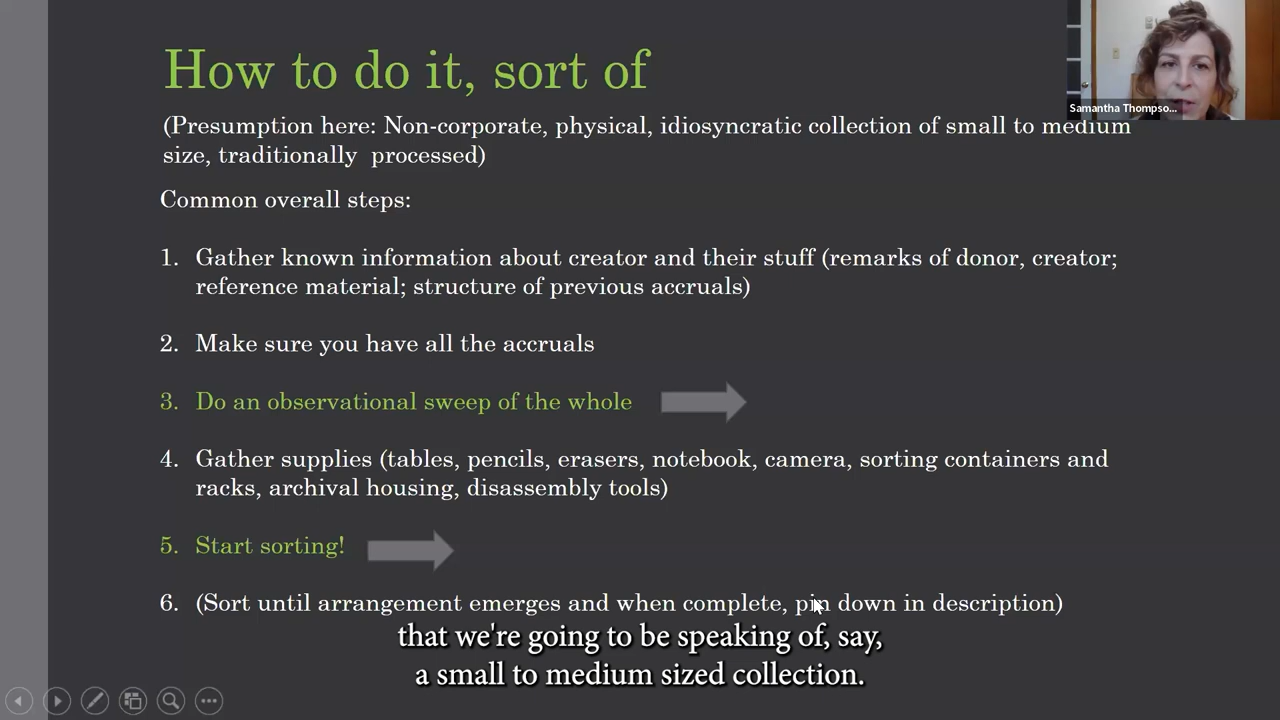 How to do it, sort of
Samantha Thompso...
(Presumption here: Non-corporate, physical, idiosyncratic collection of small to medium
size, traditionally processed)
Common overall steps:
1. Gather known information about creator and their stuff (remarks of donor, creator;
reference material; structure of previous accruals)
2. Make sure you have all the accruals
3. Do an observational sweep of the whole
4. Gather supplies (tables, pencils, erasers, notebook, camera, sorting containers and
racks, archival housing, disassembly tools)
5. Start sorting!
6. (Sort until arrangement emerges and when complete, pin down in description)
that we're going to be speaking of, say,
a small to medium sized collection.